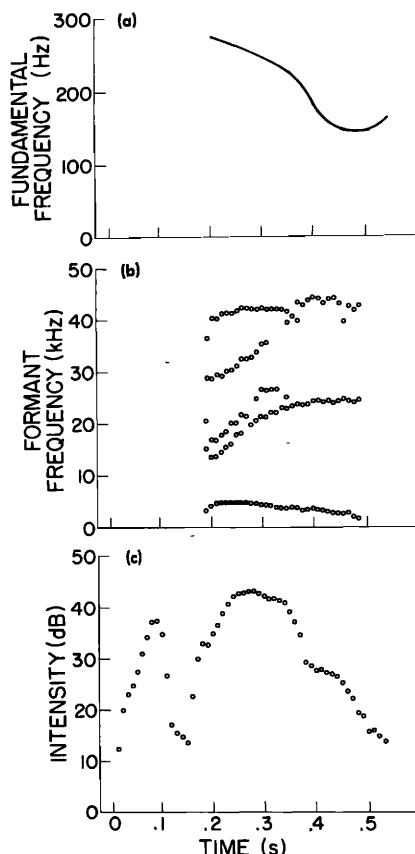 (a)
300
200
100
0
FUNDAMENTAL
FREQUENCY (Hz)
(b)
50
40
30
20
10
0
FORMANT
FREQUENCY (kHz)
(c)
50
40
30
20
10
0
INTENSITY (dB)
0 .1 .2 .3 .4 .5
TIME (s)